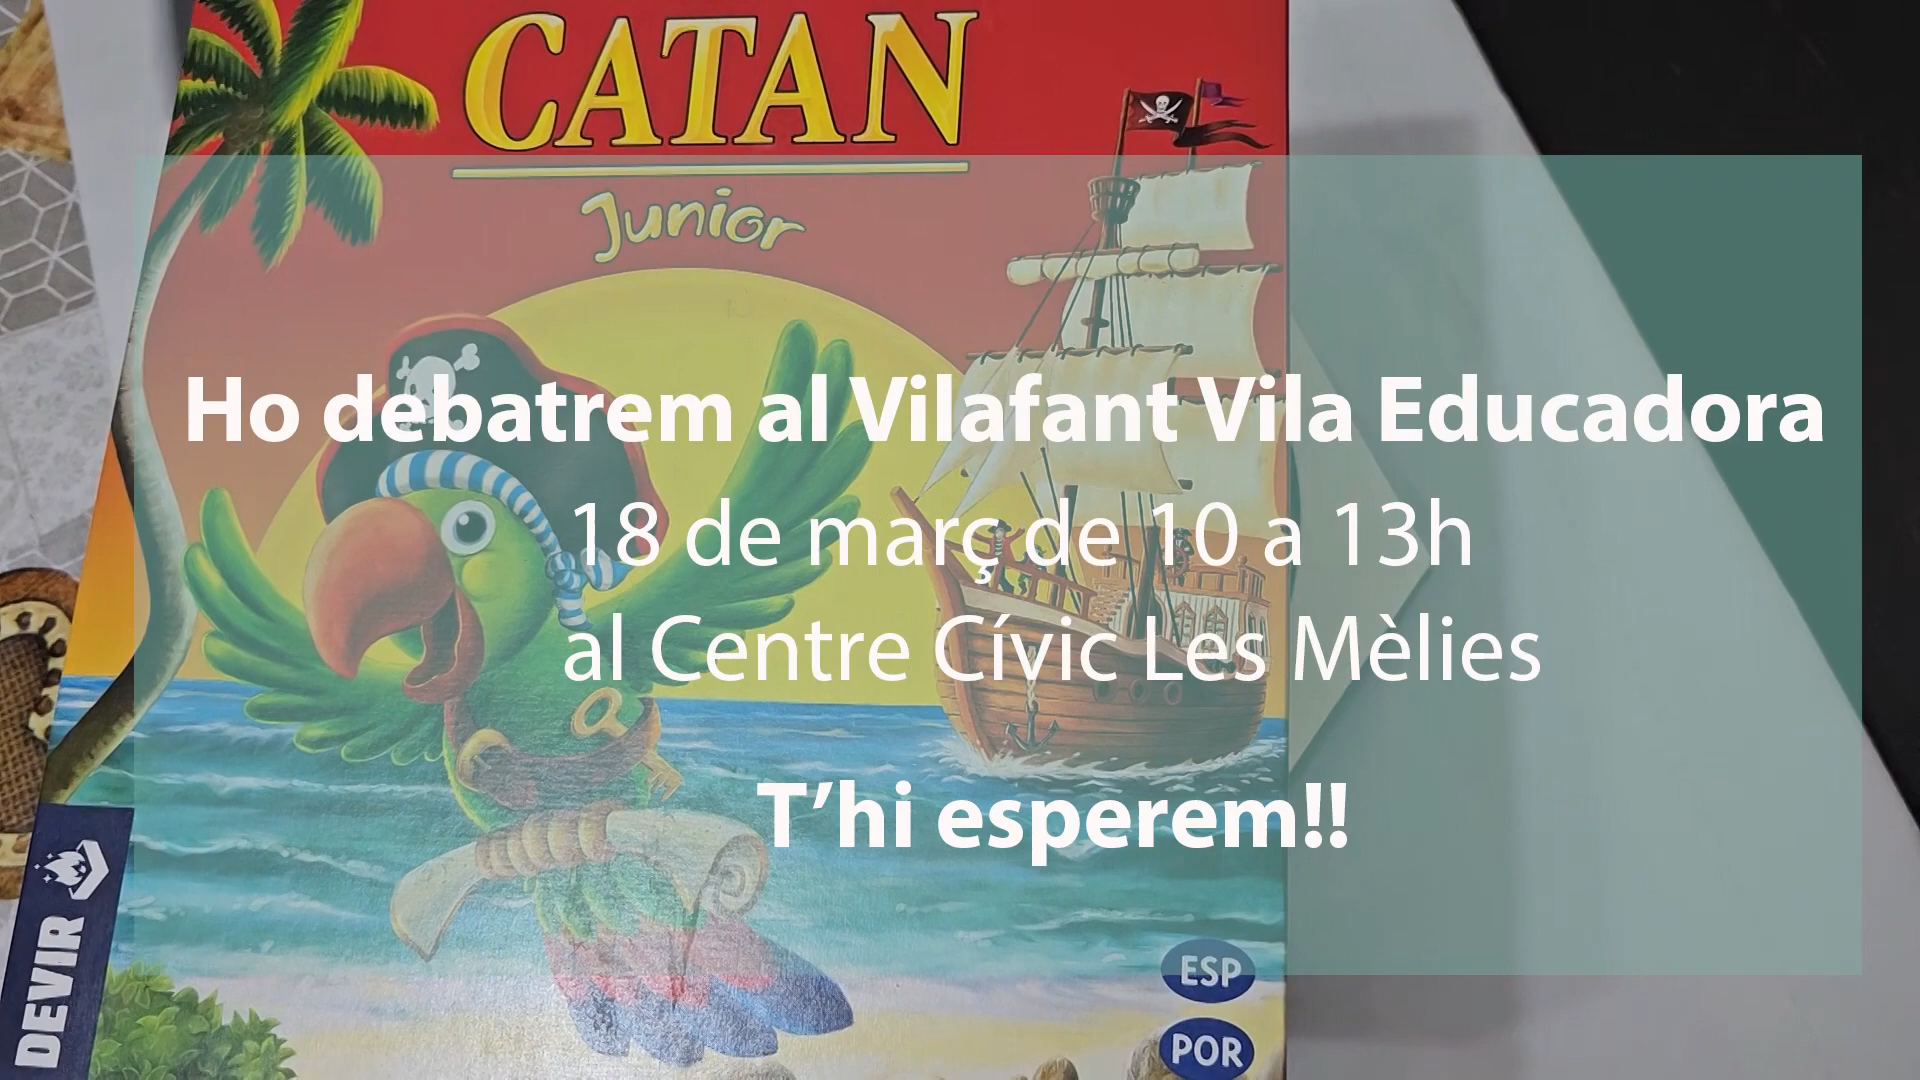 CATAN
Junior
Ho debatrem al Vilafant Vila Educadora
18 de març de 10 a 13h
al Centre Cívic Les Mèlies
T'hi esperem!!
DEVIR
ESP
POR